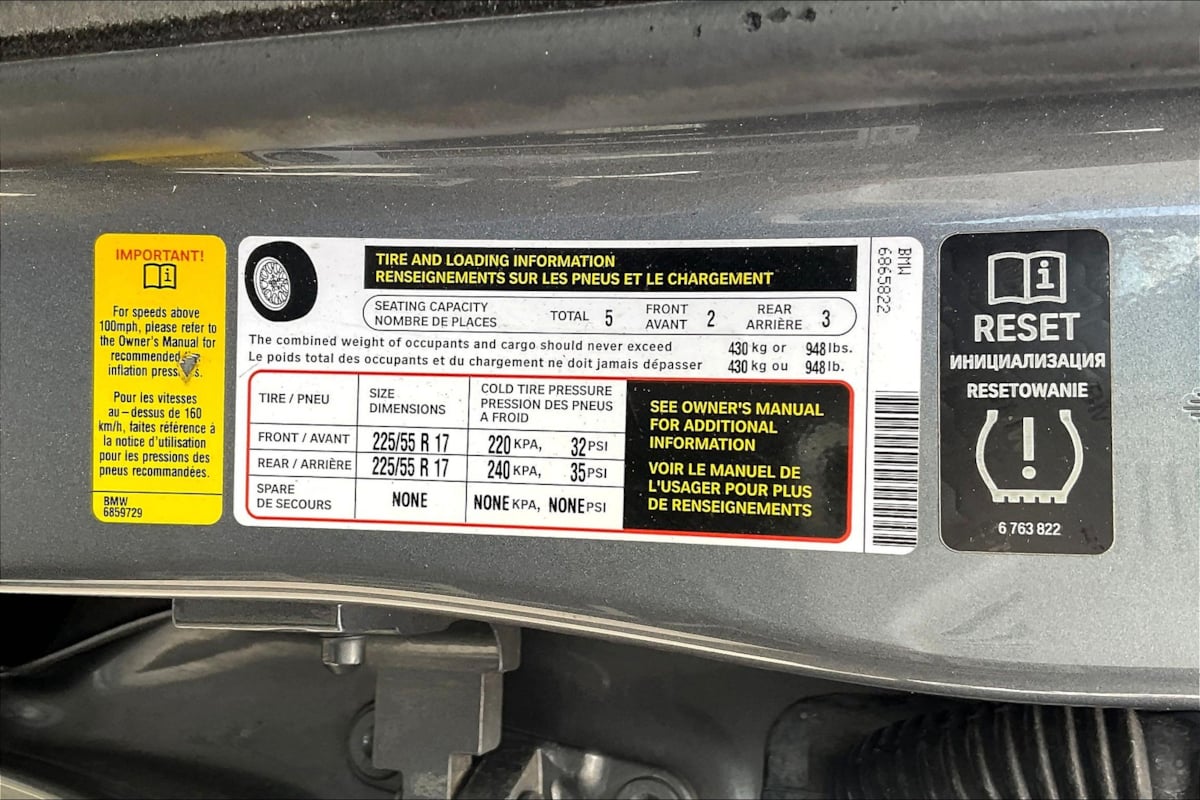 IMPORTANT!
For speeds above
100mph, please refer to
the Owner's Manual for
recommended
inflation
Pour les vitesses
au-dessus de 160
km/h, faites référence à
la notice d'utilisation
pour les pressions des
pneus recommandées.
BMW
6859729
TIRE AND LOADING INFORMATION
RENSEIGNEMENTS SUR LES PNEUS ET LE CHARGEMENT
SEATING CAPACITY
NOMBRE DE PLACES
TOTAL 5
FRONT
AVANT 2
REAR
ARRIÈRE 3
The combined weight of occupants and cargo should never exceed 430 kg or 948 lbs.
Le poids total des occupants et du chargement ne doit jamais dépasser 430 kg ou 948 lb.
TIRE / PNEU
SIZE
DIMENSIONS
COLD TIRE PRESSURE
PRESSION DES PNEUS
A FROID
FRONT / AVANT 225/55 R 17 220 KPA, 32 PSI
REAR / ARRIÈRE 225/55 R 17 240 KPA, 35 PSI
SPARE
DE SECOURS NONE NONE KPA, NONE PSI
SEE OWNER'S MANUAL
FOR ADDITIONAL
INFORMATION
VOIR LE MANUEL DE
L'USAGER POUR PLUS
DE RENSEIGNEMENTS
BMW
6865822
RESET
ИНИЦИАЛИЗАЦИЯ
RESETOWANIE
6 763 822